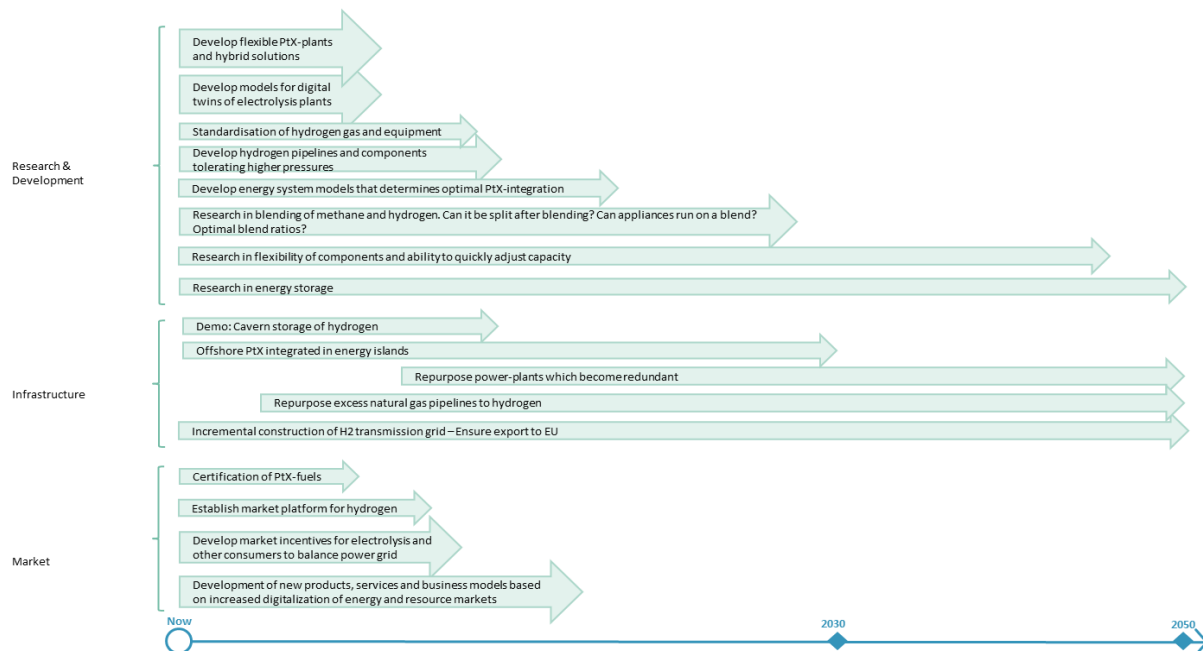 Research &
Development
Develop flexible PtX-plants
and hybrid solutions
Develop models for digital
twins of electrolysis plants
Standardisation of hydrogen gas and equipment
Develop hydrogen pipelines and components
tolerating higher pressures
Develop energy system models that determines optimal PtX-integration
Research in blending of methane and hydrogen. Can it be split after blending? Can appliances run on a blend?
Optimal blend ratios?
Research in flexibility of components and ability to quickly adjust capacity
Research in energy storage
Infrastructure
Demo: Cavern storage of hydrogen
Offshore PtX integrated in energy islands
Repurpose power-plants which become redundant
Repurpose excess natural gas pipelines to hydrogen
Incremental construction of H2 transmission grid – Ensure export to EU
Market
Certification of PtX-fuels
Establish market platform for hydrogen
Develop market incentives for electrolysis and
other consumers to balance power grid
Development of new products, services and business models based
on increased digitalization of energy and resource markets
Now
2030
2050